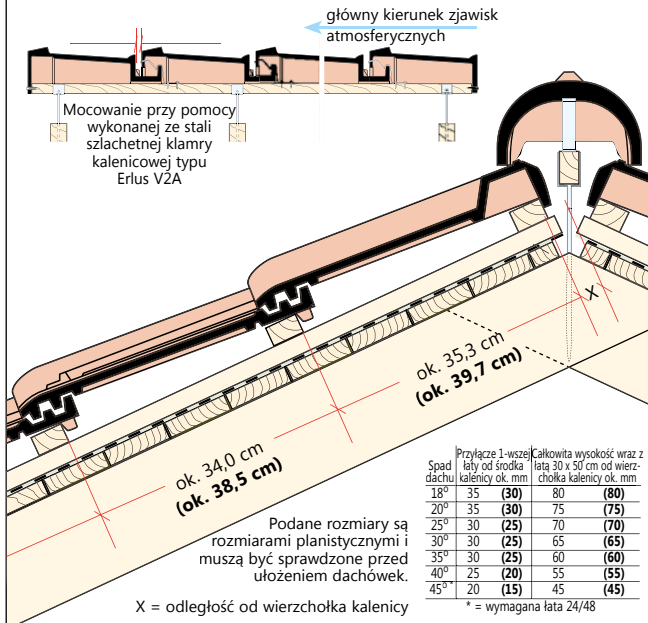 główny kierunek zjawisk
atmosferycznych
Mocowanie przy pomocy
wykonanej ze stali
szlachetnej klamry
kalenicowej typu
Erlus V2A
X
ok. 35,3 cm
(ok. 39,7 cm)
ok. 34,0 cm
(ok. 38,5 cm)
Podane rozmiary są
rozmiarami planistycznymi i
muszą być sprawdzone przed
ułożeniem dachówek.
X = odległość od wierzchołka kalenicy
Spad dachu | Przyłącze 1-wszej łaty od środka kalenicy ok. mm | Całkowita wysokość wraz z łatą 30 x 50 cm od wierz-chołka kalenicy ok. mm
18° 35 (30) 80 (80)
20° 35 (30) 75 (75)
25° 30 (25) 70 (70)
30° 30 (25) 65 (65)
35° 30 (25) 60 (60)
40° 25 (20) 55 (55)
45°* 20 (15) 45 (45)
* = wymagana łata 24/48